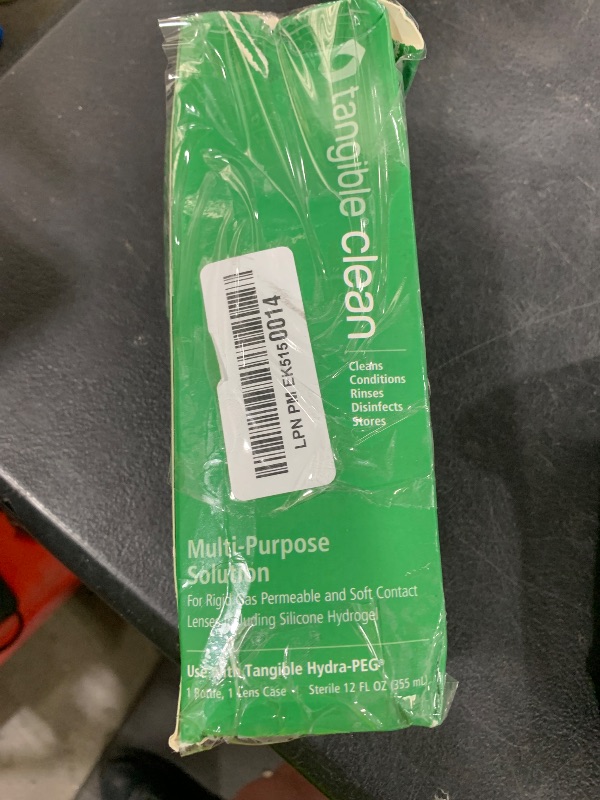 tangible clean
Cleans
Conditions
Rinses
Disinfects
Stores
LPN PM EK5150014
Multi-Purpose
Solution
For Rigid Gas Permeable and Soft Contact
Lenses Including Silicone Hydrogel
Use with Tangible Hydra-PEG®
1 Bottle, 1 Lens Case • Sterile 12 FL OZ (355 mL)